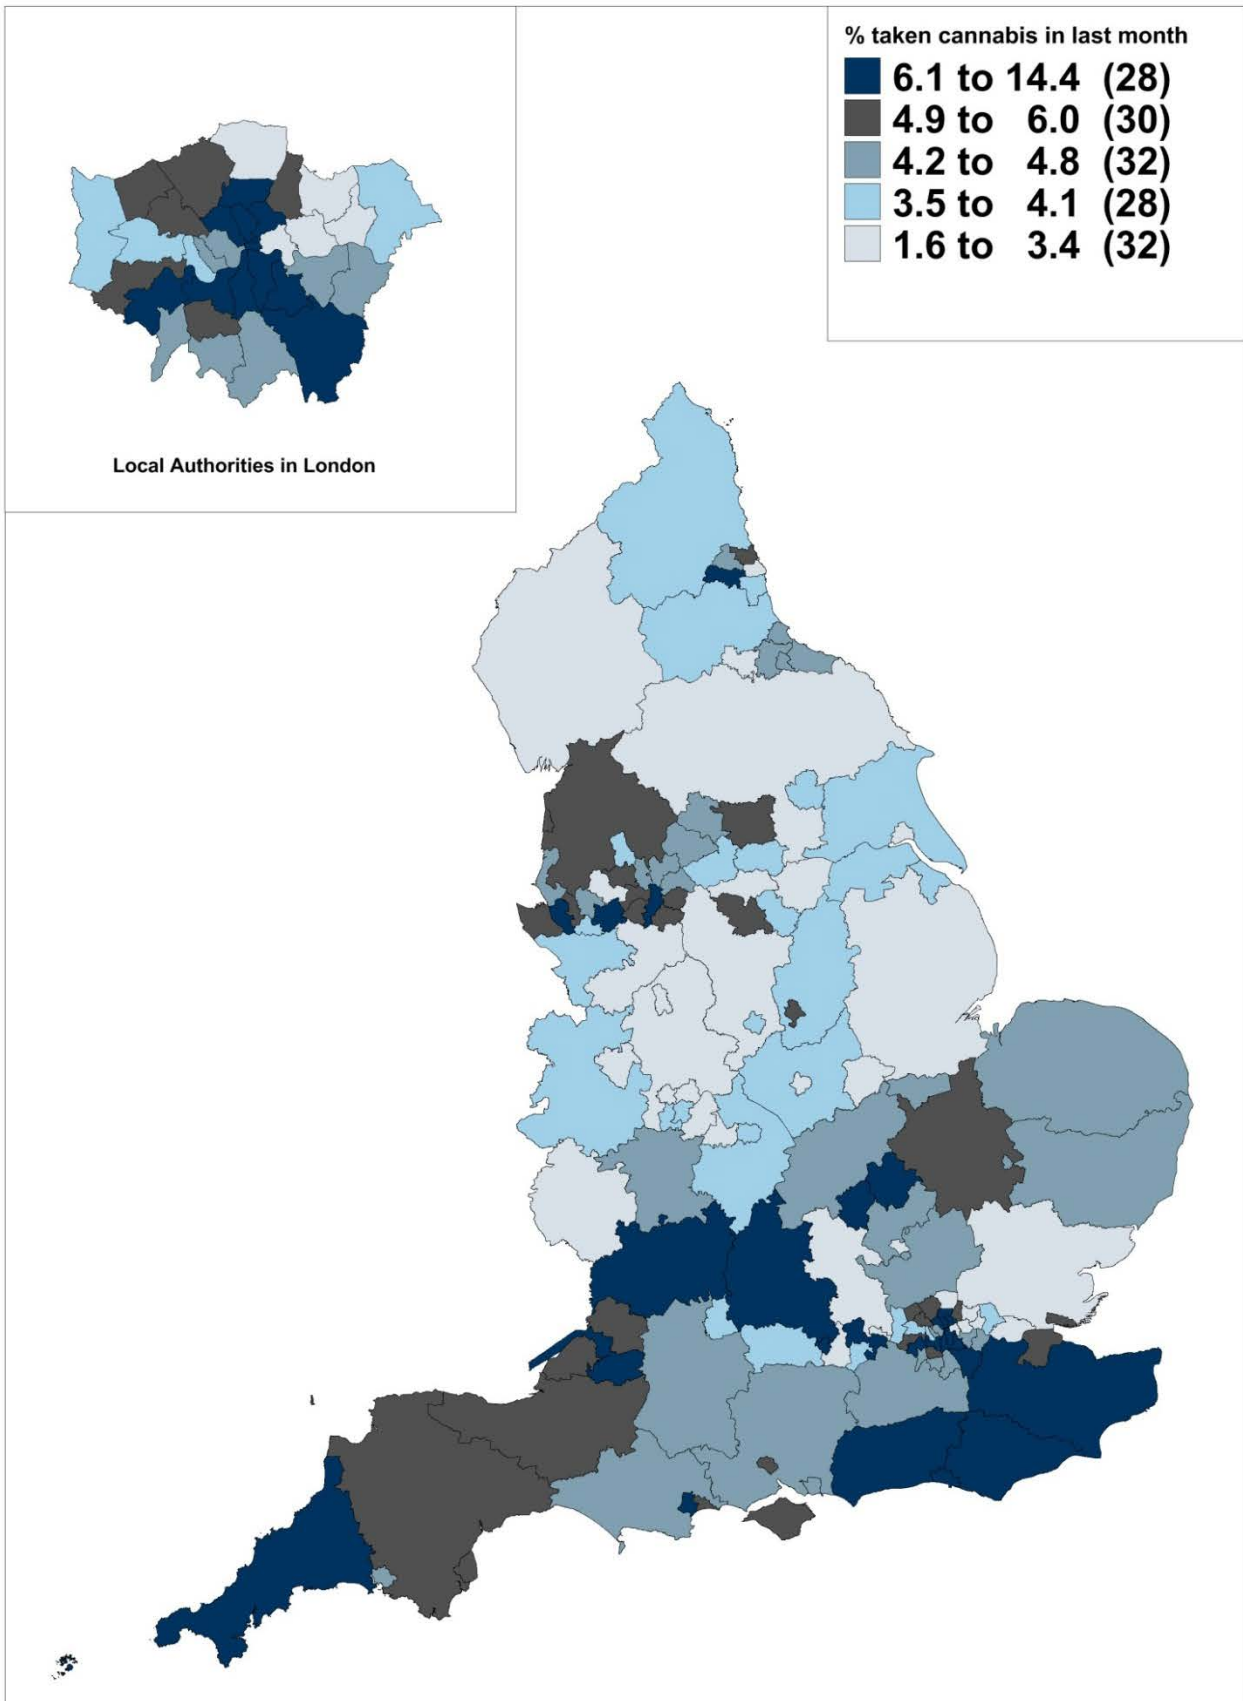 % taken cannabis in last month
6.1 to 14.4 (28)
4.9 to 6.0 (30)
4.2 to 4.8 (32)
3.5 to 4.1 (28)
1.6 to 3.4 (32)
Local Authorities in London